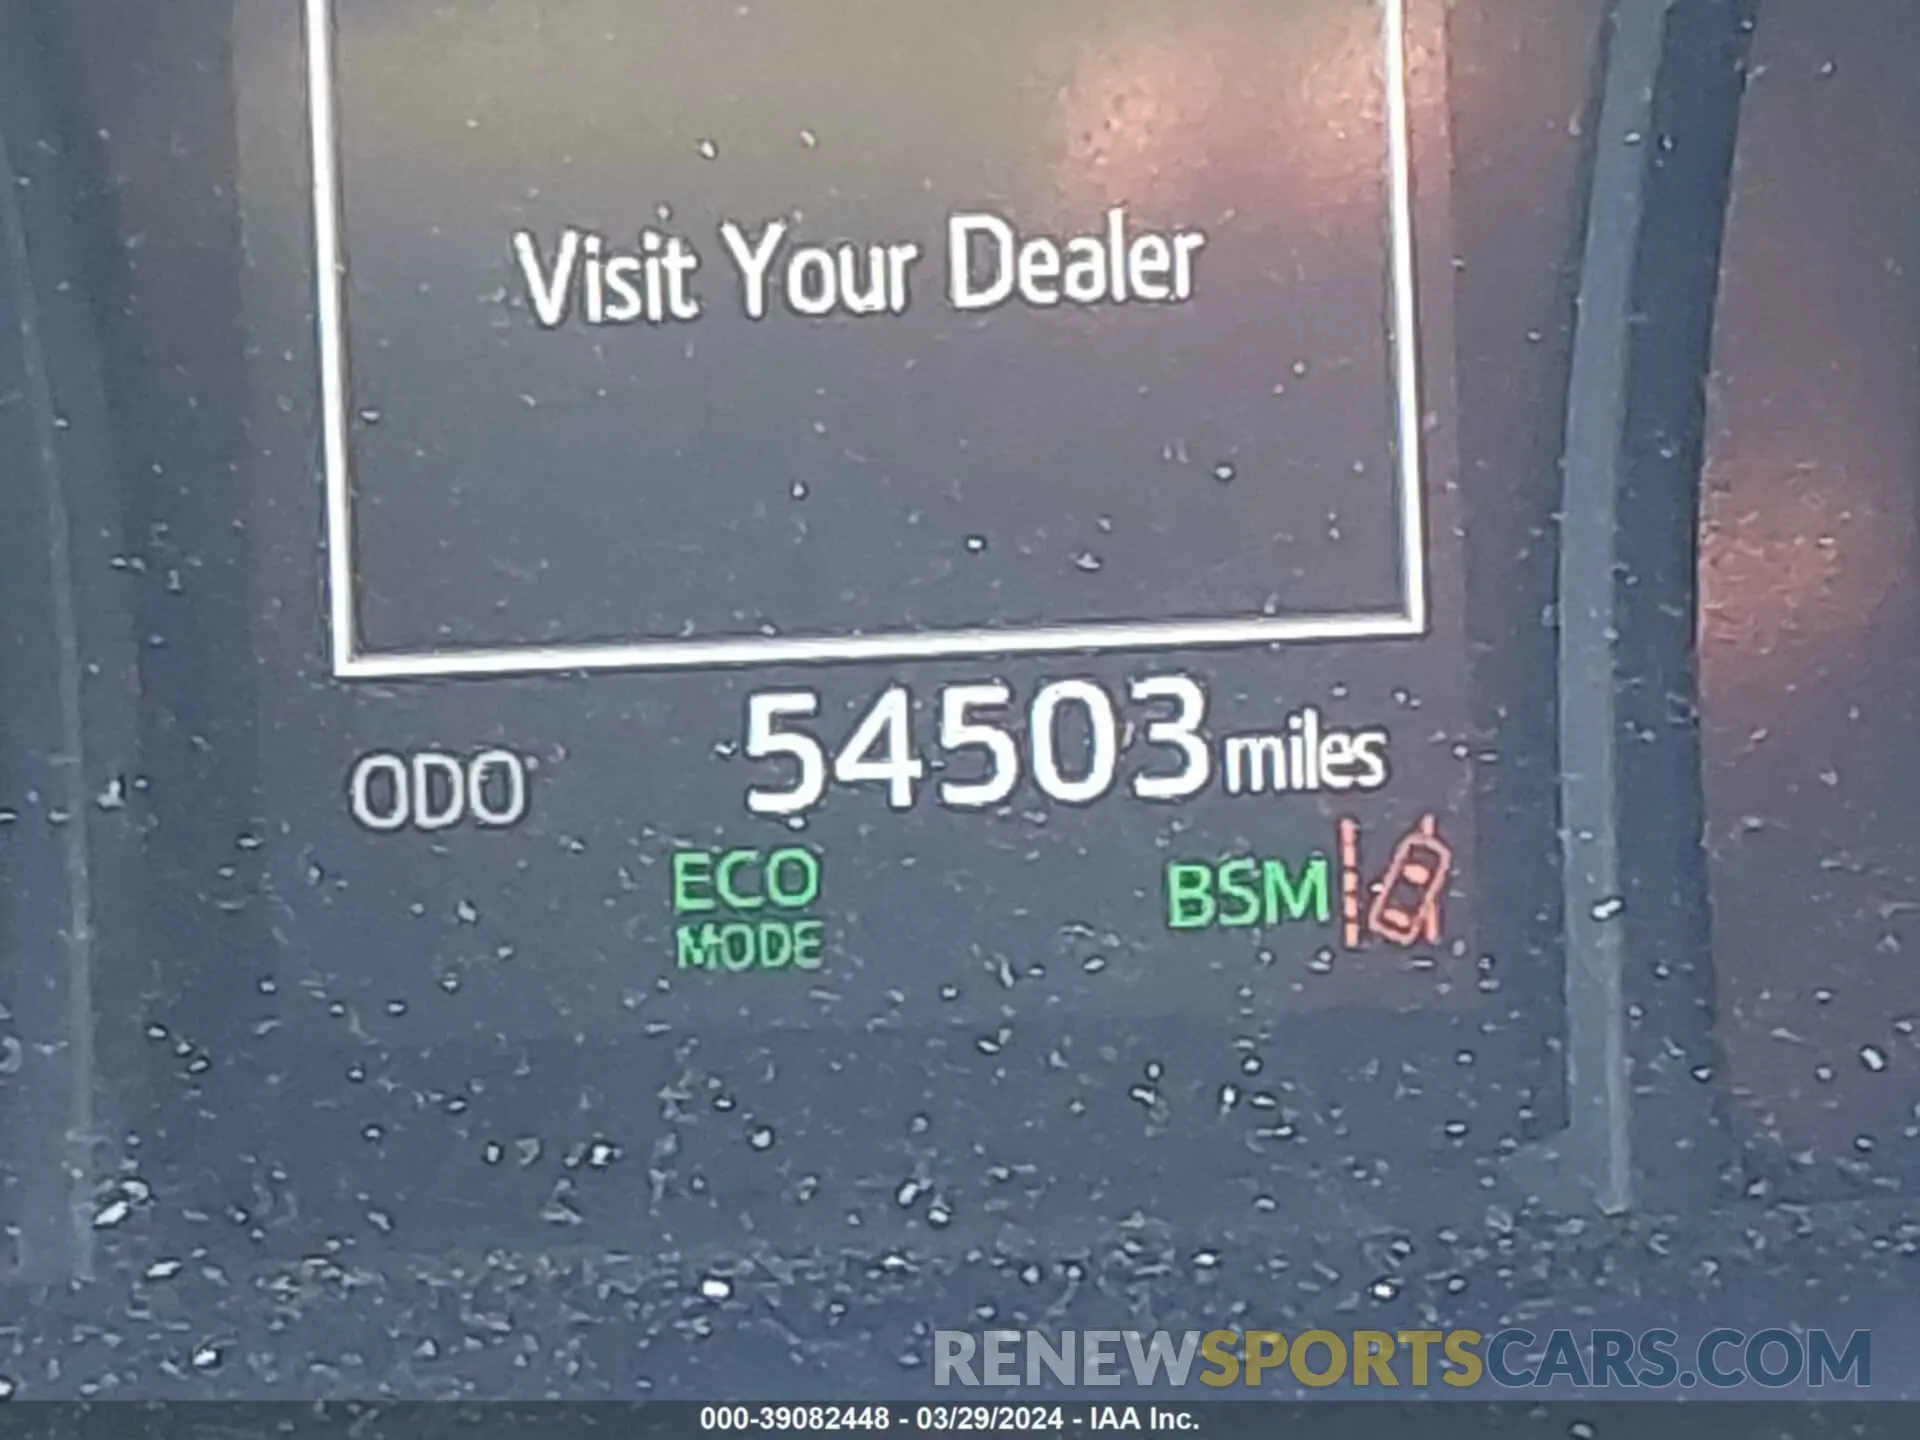 Visit Your Dealer
ODO 54503 miles
ECO
MODE
BSM
RENEWSPORTSCARS.COM
000-39082448 - 03/29/2024 - IAA Inc.